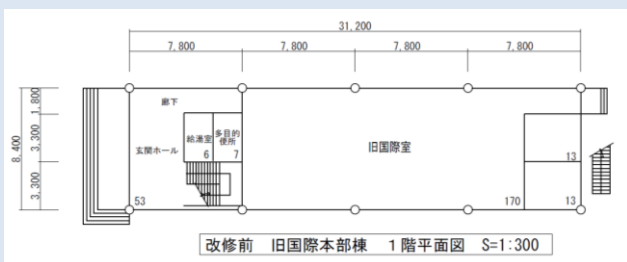 31,200
7,800 7,800 7,800 7,800
8,400
1,800
3,300
3,300
廊下
給湯室
6
多目的
便所
7
玄関ホール
旧国際室
13
53
170
13
改修前 旧国際本部棟 1階平面図 S=1:300